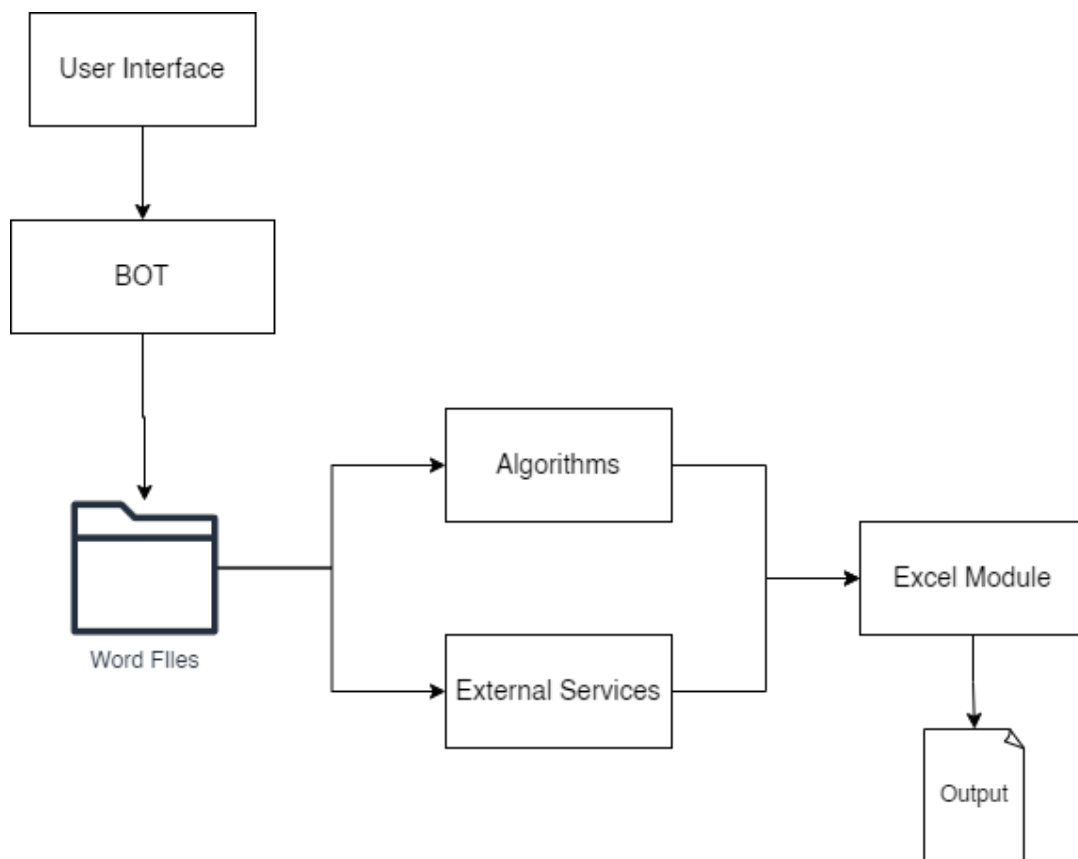 User Interface
BOT
Algorithms
Excel Module
Word FIles
External Services
Output